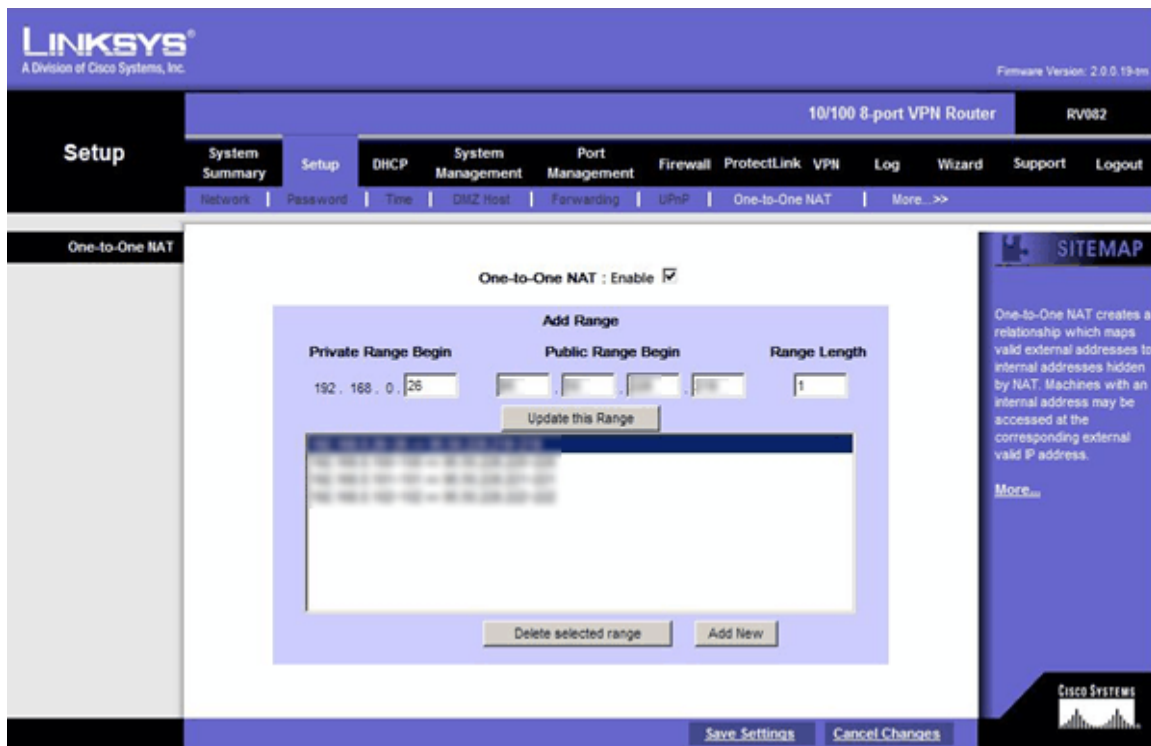 LINKSYS®
A Division of Cisco Systems, Inc.
Firmware Version: 2.0.0.19-tm
10/100 8-port VPN Router
RV082
Setup
System Summary
Setup
DHCP
System Management
Port Management
Firewall
ProtectLink
VPN
Log
Wizard
Support
Logout
Network | Password | Time | DMZ Host | Forwarding | UPnP | One-to-One NAT | More...>>
One-to-One NAT
One-to-One NAT : Enable
Add Range
Private Range Begin
Public Range Begin
Range Length
192 . 168 . 0 . 26
1
Update this Range
Delete selected range
Add New
SITEMAP
One-to-One NAT creates a
relationship which maps
valid external addresses to
internal addresses hidden
by NAT. Machines with an
internal address may be
accessed at the
corresponding external
valid IP address.
More...
CISCO SYSTEMS
Save Settings
Cancel Changes